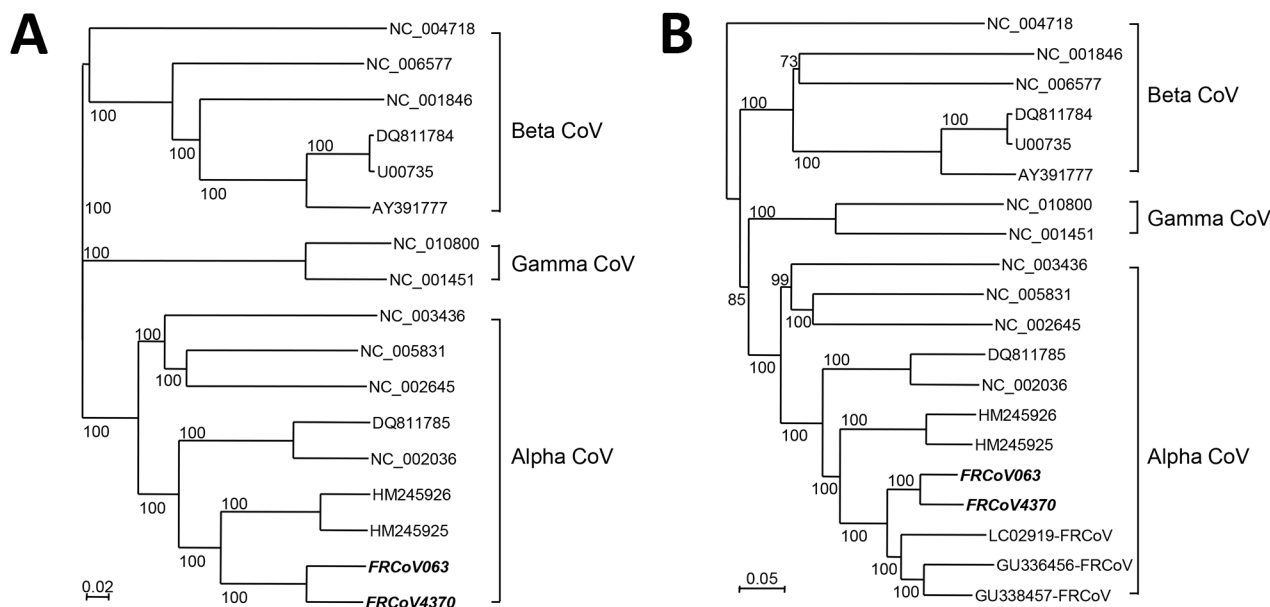 A
NC_004718
NC_006577
100
NC_001846
DQ811784
100
100
U00735
Beta CoV
100
AY391777
100
100
NC_010800
Gamma CoV
NC_001451
NC_003436
100
NC_005831
100
NC_002645
DQ811785
100
100
NC_002036
Alpha CoV
HM245926
100
100
HM245925
100
FRCoV063
100
FRCoV4370
0.02
B
NC_004718
73
NC_001846
NC_006577
Beta CoV
100
DQ811784
100
U00735
100
AY391777
NC_010800
100
Gamma CoV
NC_001451
NC_003436
99
85
NC_005831
100
NC_002645
DQ811785
100
100
NC_002036
HM245926
100
100
HM245925
Alpha CoV
FRCoV063
100
100
FRCoV4370
100
LC02919-FRCoV
GU336456-FRCoV
100
100
GU338457-FRCoV
0.05